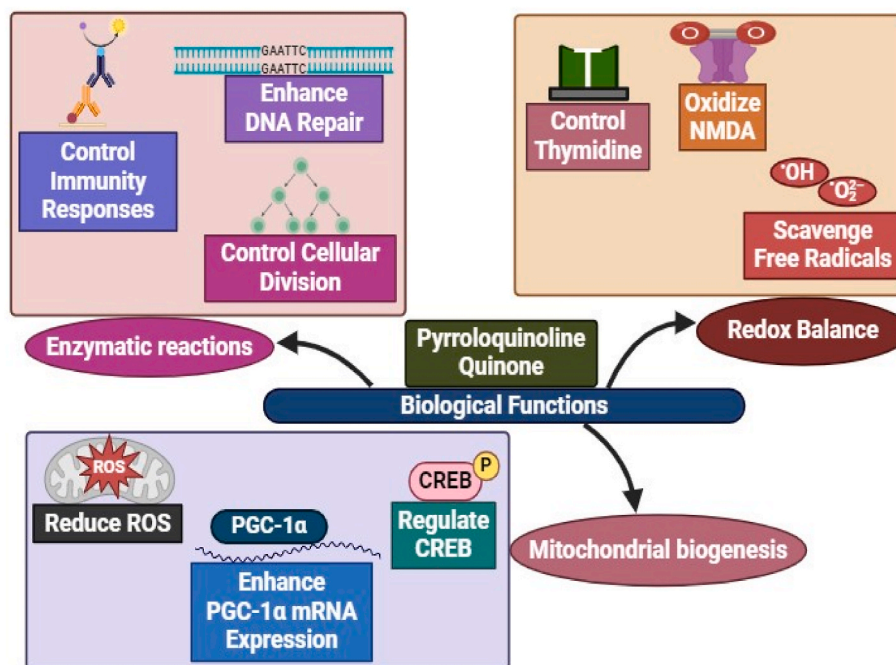 GAATTC
GAATTC
Enhance
DNA Repair
Control
Immunity
Responses
Control Cellular
Division
Enzymatic reactions
Control
Thymidine
Oxidize
NMDA
•OH
•O₂²⁻
Scavenge
Free Radicals
Redox Balance
Pyrroloquinoline
Quinone
Biological Functions
ROS
Reduce ROS
PGC-1α
Enhance
PGC-1α mRNA
Expression
CREB
P
Regulate
CREB
Mitochondrial biogenesis